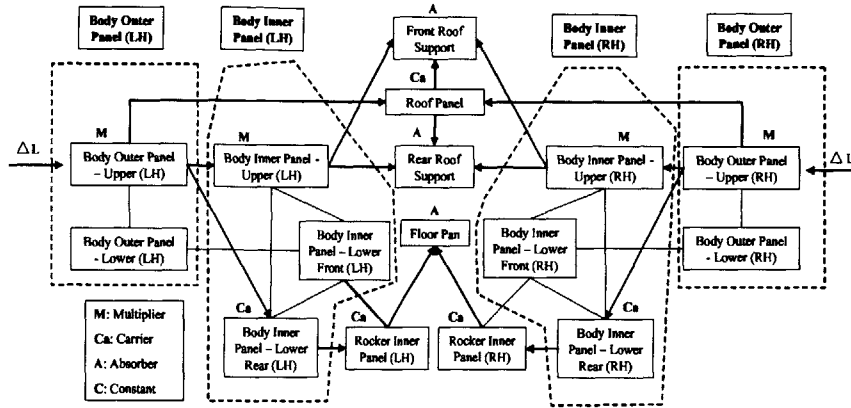 Body Outer
Panel (LH)
Body Inner
Panel (LH)
A
Front Roof
Support
Body Inner
Panel (RH)
Body Outer
Panel (RH)
Ca
Roof Panel
A
M
M
M
M
△L
Body Outer Panel
– Upper (LH)
Body Inner Panel -
Upper (LH)
Rear Roof
Support
Body Inner Panel -
Upper (RH)
Body Outer Panel
– Upper (RH)
△L
A
Body Outer Panel
- Lower (LH)
Body Inner
Panel – Lower
Front (LH)
Floor Pan
Body Inner
Panel – Lower
Front (RH)
Body Outer Panel
- Lower (RH)
M: Multiplier
Ca: Carrier
A: Absorber
C: Constant
Ca
Ca
Ca
Ca
Body Inner
Panel – Lower
Rear (LH)
Rocker Inner
Panel (LH)
Rocker Inner
Panel (RH)
Body Inner
Panel – Lower
Rear (RH)